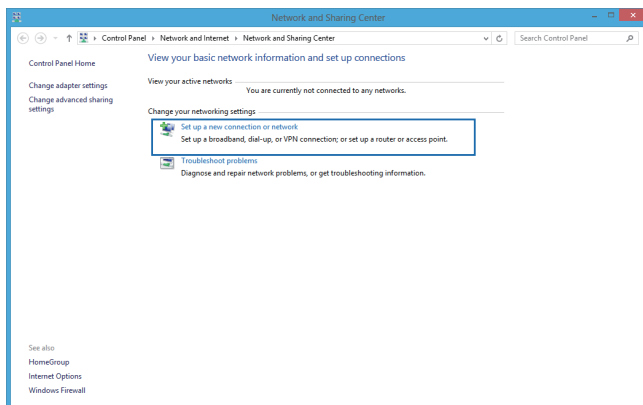 Network and Sharing Center
Control Panel Network and Internet Network and Sharing Center
Search Control Panel
Control Panel Home
Change adapter settings
Change advanced sharing
settings
View your basic network information and set up connections
View your active networks
You are currently not connected to any networks.
Change your networking settings
Set up a new connection or network
Set up a broadband, dial-up, or VPN connection; or set up a router or access point.
Troubleshoot problems
Diagnose and repair network problems, or get troubleshooting information.
See also
HomeGroup
Internet Options
Windows Firewall